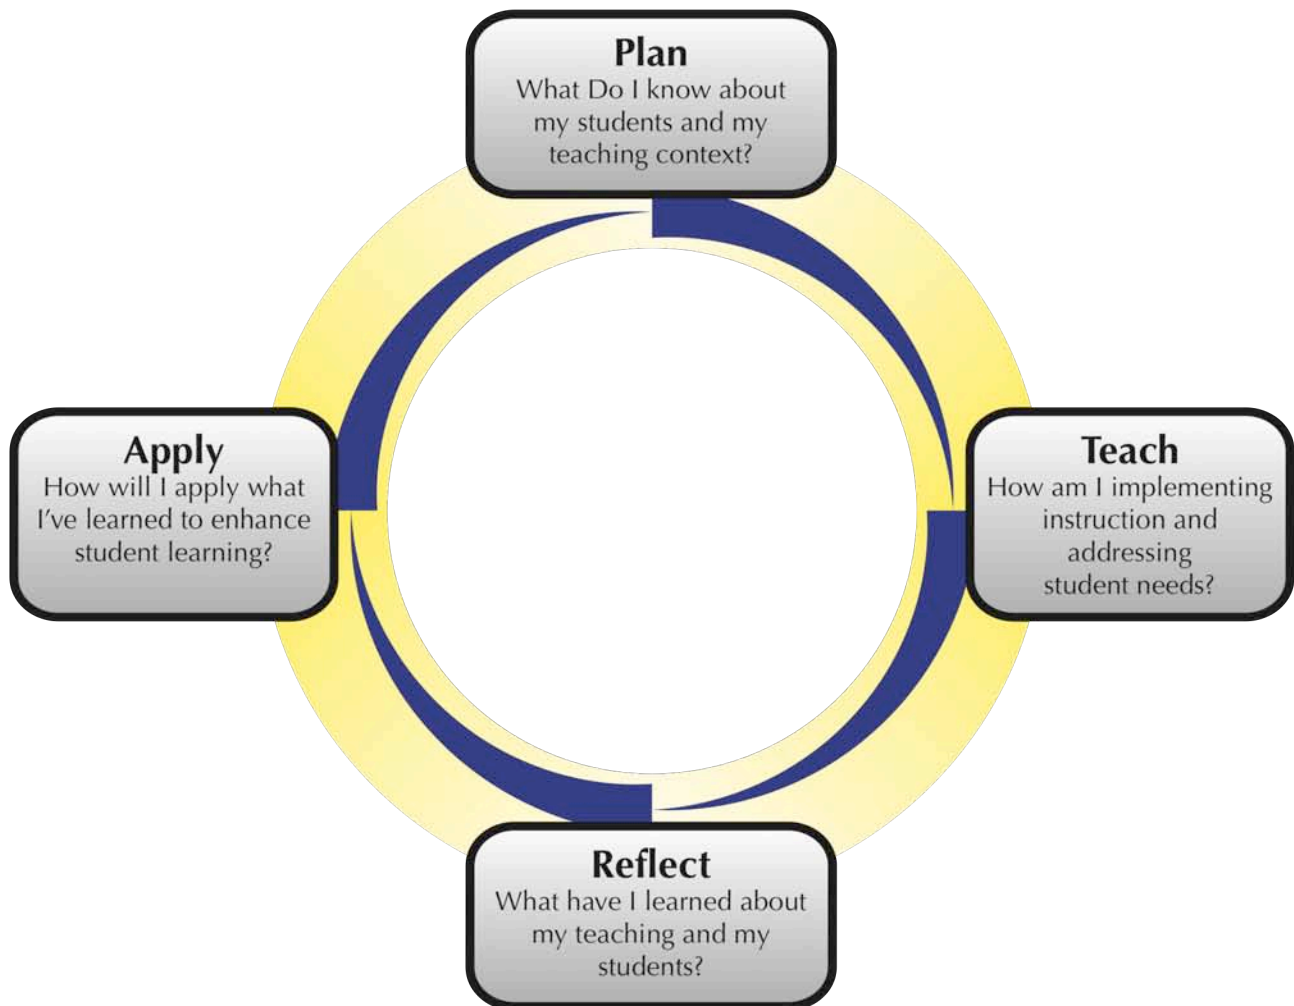 Plan
What Do I know about
my students and my
teaching context?
Teach
How am I implementing
instruction and
addressing
student needs?
Reflect
What have I learned about
my teaching and my
students?
Apply
How will I apply what
I've learned to enhance
student learning?